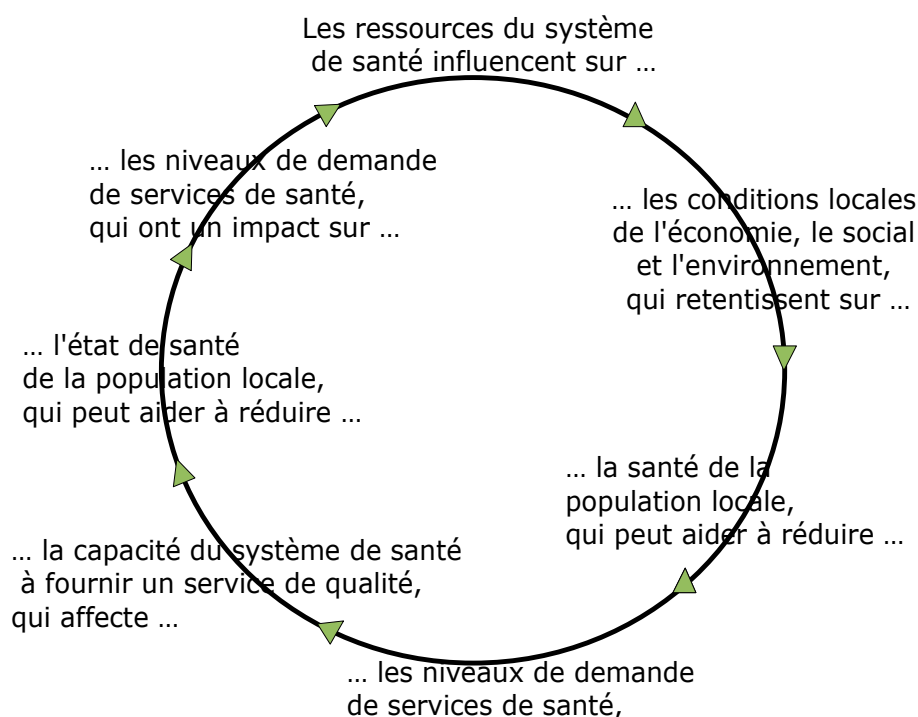 Les ressources du système
de santé influencent sur ...
... les conditions locales
de l'économie, le social
et l'environnement,
qui retentissent sur ...
... la santé de la
population locale,
qui peut aider à réduire ...
... les niveaux de demande
de services de santé,
... la capacité du système de santé
à fournir un service de qualité,
qui affecte ...
... l'état de santé
de la population locale,
qui peut aider à réduire ...
... les niveaux de demande
de services de santé,
qui ont un impact sur ...